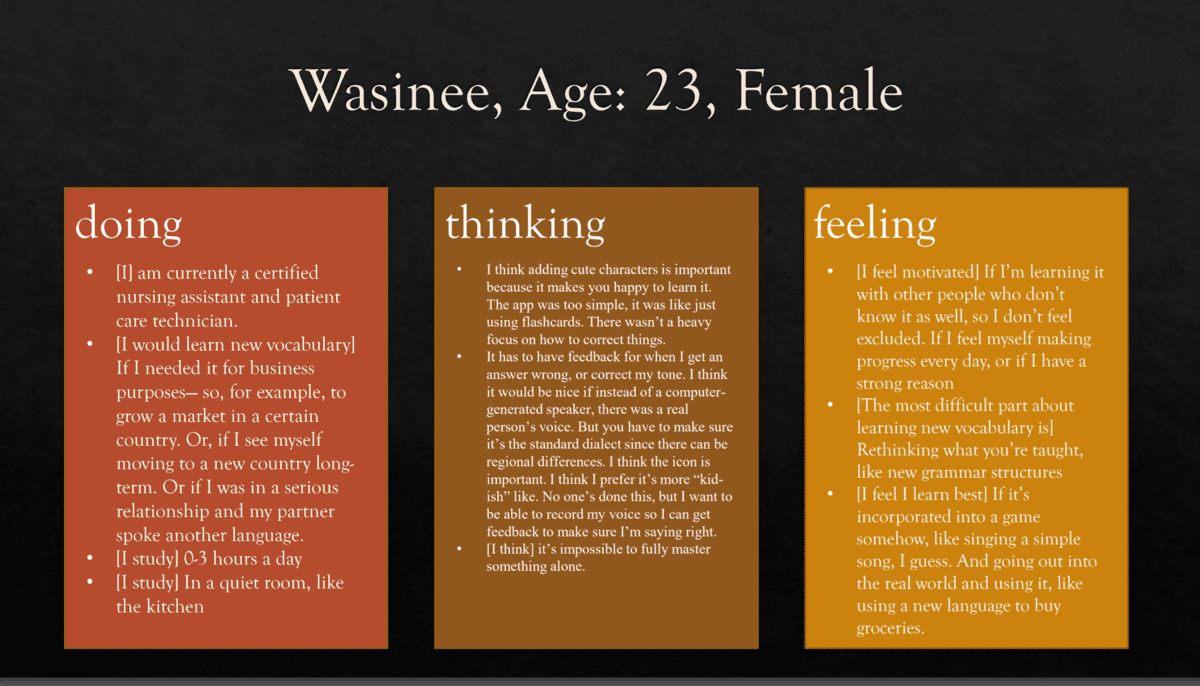 Wasinee, Age: 23, Female
doing
• [I] am currently a certified
nursing assistant and patient
care technician.
• [I would learn new vocabulary]
If I needed it for business
purposes– so, for example, to
grow a market in a certain
country. Or, if I see myself
moving to a new country long-
term. Or if I was in a serious
relationship and my partner
spoke another language.
• [I study] 0-3 hours a day
• [I study] In a quiet room, like
the kitchen
thinking
• I think adding cute characters is important
because it makes you happy to learn it.
The app was too simple, it was like just
using flashcards. There wasn't a heavy
focus on how to correct things.
• It has to have feedback for when I get an
answer wrong, or correct my tone. I think
it would be nice if instead of a computer-
generated speaker, there was a real
person's voice. But you have to make sure
it's the standard dialect since there can be
regional differences. I think the icon is
important. I think I prefer it's more “kid-
ish” like. No one's done this, but I want to
be able to record my voice so I can get
feedback to make sure I'm saying right.
• [I think] it's impossible to fully master
something alone.
feeling
• [I feel motivated] If I'm learning it
with other people who don't
know it as well, so I don't feel
excluded. If I feel myself making
progress every day, or if I have a
strong reason
• [The most difficult part about
learning new vocabulary is]
Rethinking what you're taught,
like new grammar structures
• [I feel I learn best] If it's
incorporated into a game
somehow, like singing a simple
song, I guess. And going out into
the real world and using it, like
using a new language to buy
groceries.